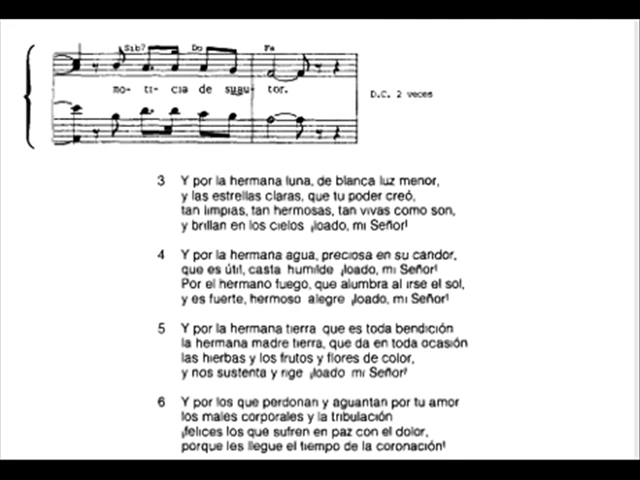 Sib7 Do Fa
no- ti- cia de suau- tor.
D.C. 2 veces
3 Y por la hermana luna, de blanca luz menor,
y las estrellas claras, que tu poder creó,
tan limpias, tan hermosas, tan vivas como son,
y brillan en los cielos ¡loado, mi Señor!
4 Y por la hermana agua, preciosa en su candor,
que es útil, casta humilde ¡loado, mi Señor!
Por el hermano fuego, que alumbra al irse el sol,
y es fuerte, hermoso alegre ¡loado, mi Señor!
5 Y por la hermana tierra que es toda bendición
la hermana madre tierra, que da en toda ocasión
las hierbas y los frutos y flores de color,
y nos sustenta y rige ¡loado mi Señor!
6 Y por los que perdonan y aguantan por tu amor
los males corporales y la tribulación
¡felices los que sufren en paz con el dolor,
porque les llegue el tiempo de la coronación!